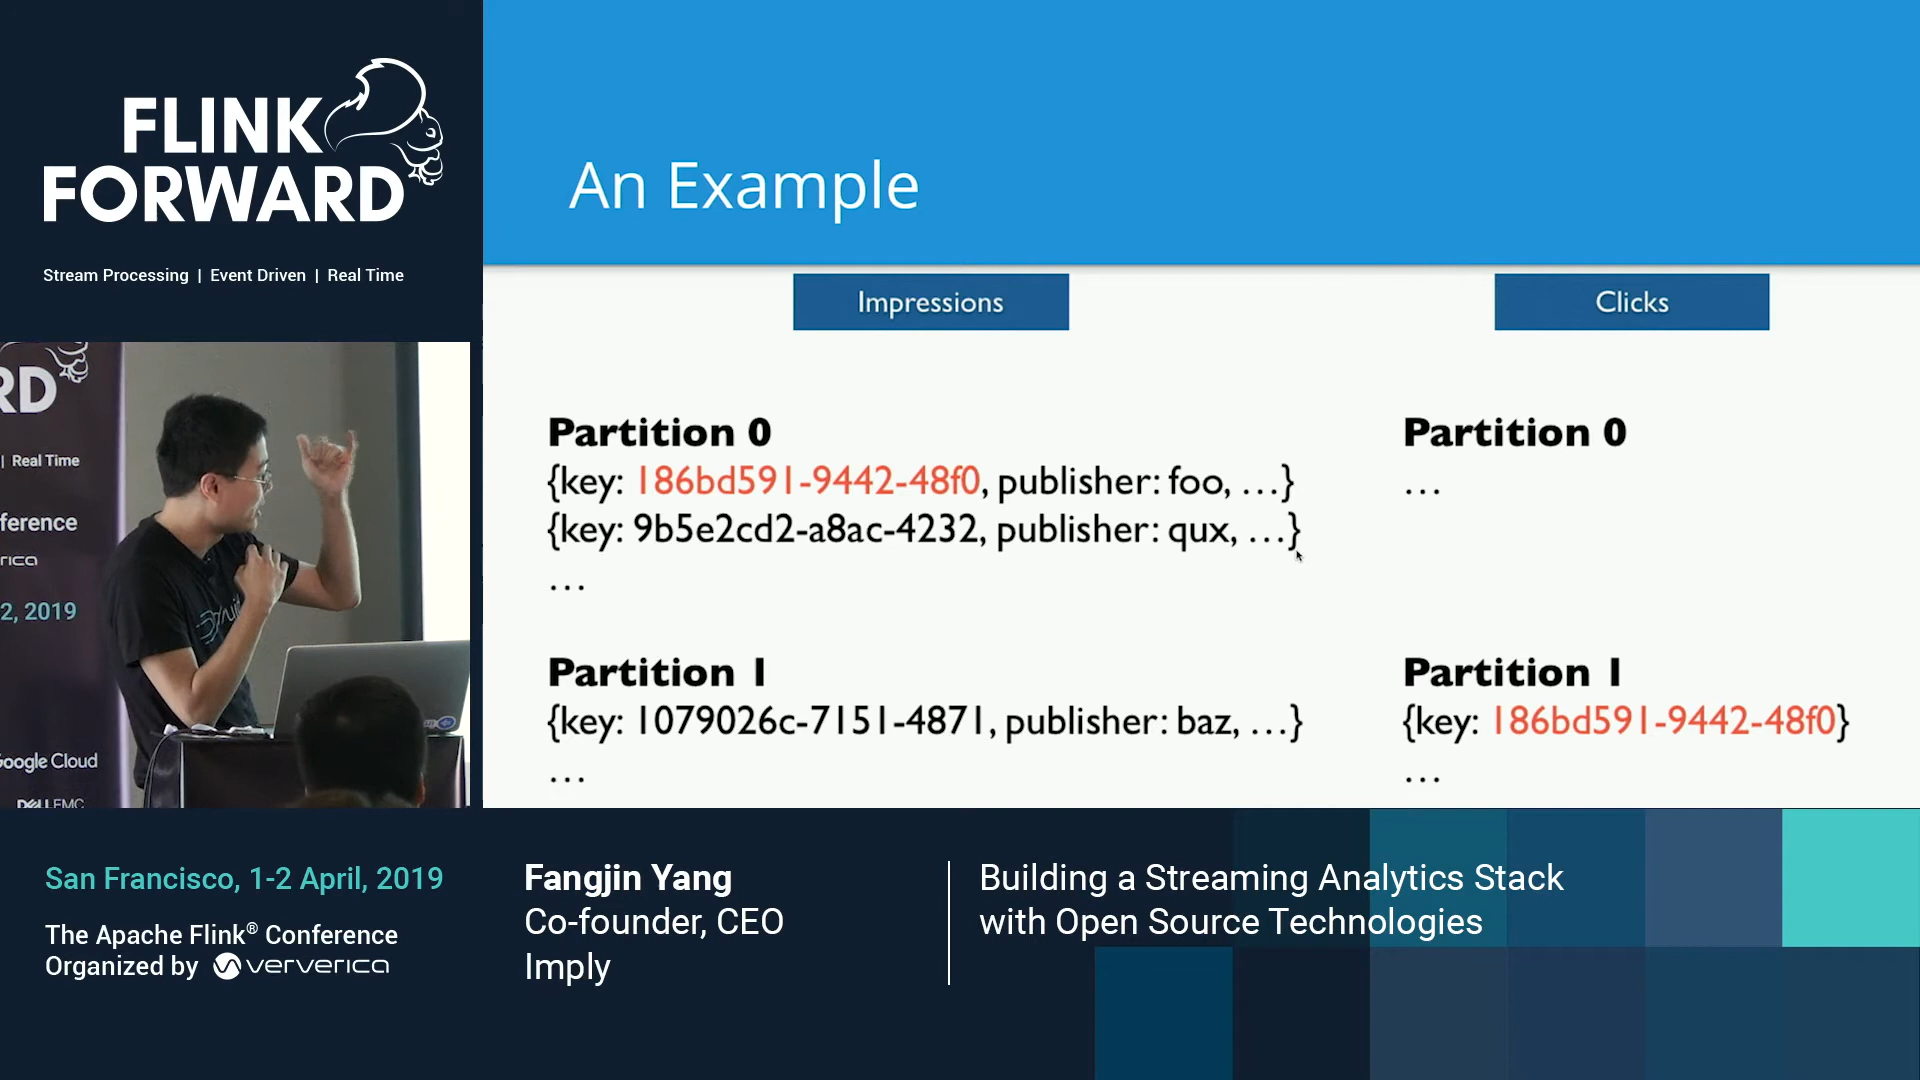 FLINK
FORWARD
Stream Processing | Event Driven | Real Time
An Example
Impressions
Clicks
Partition 0
{key: 186bd591-9442-48f0, publisher: foo, …}
{key: 9b5e2cd2-a8ac-4232, publisher: qux, …}
…
Partition 0
…
Partition 1
{key: 1079026c-7151-4871, publisher: baz, …}
…
Partition 1
{key: 186bd591-9442-48f0}
…
RD
| Real Time
ference
rica
2, 2019
Google Cloud
DELL EMC
San Francisco, 1-2 April, 2019
The Apache Flink® Conference
Organized by ververica
Fangjin Yang
Co-founder, CEO
Imply
Building a Streaming Analytics Stack
with Open Source Technologies